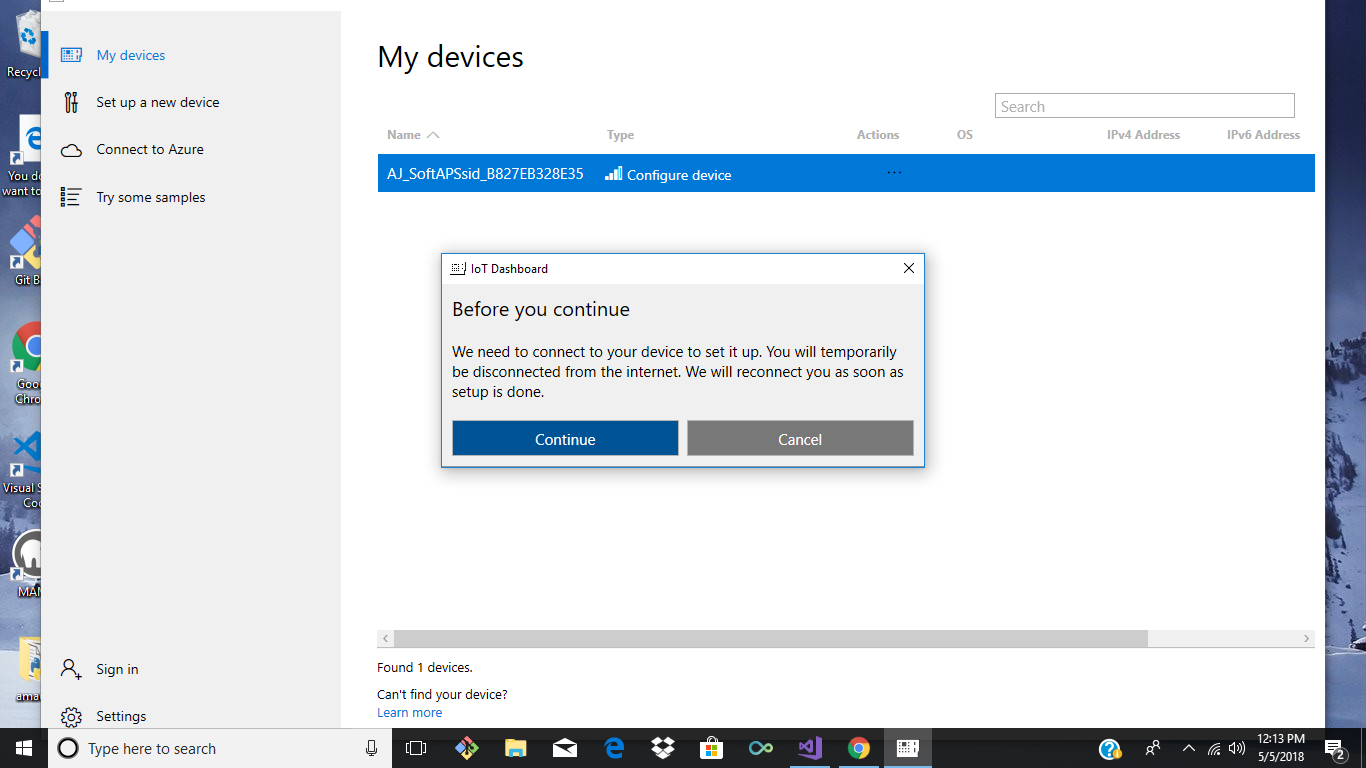 Recycl
You do
want to
Git B
Goo
Chro
Visual S
Co
MAN
ama
My devices
Set up a new device
Connect to Azure
Try some samples
Sign in
Settings
My devices
Search
Name Type Actions OS IPv4 Address IPv6 Address
AJ_SoftAPSsid_B827EB328E35 Configure device ...
IoT Dashboard
Before you continue
We need to connect to your device to set it up. You will temporarily
be disconnected from the internet. We will reconnect you as soon as
setup is done.
Continue Cancel
Found 1 devices.
Can't find your device?
Learn more
Type here to search
12:13 PM
5/5/2018
2